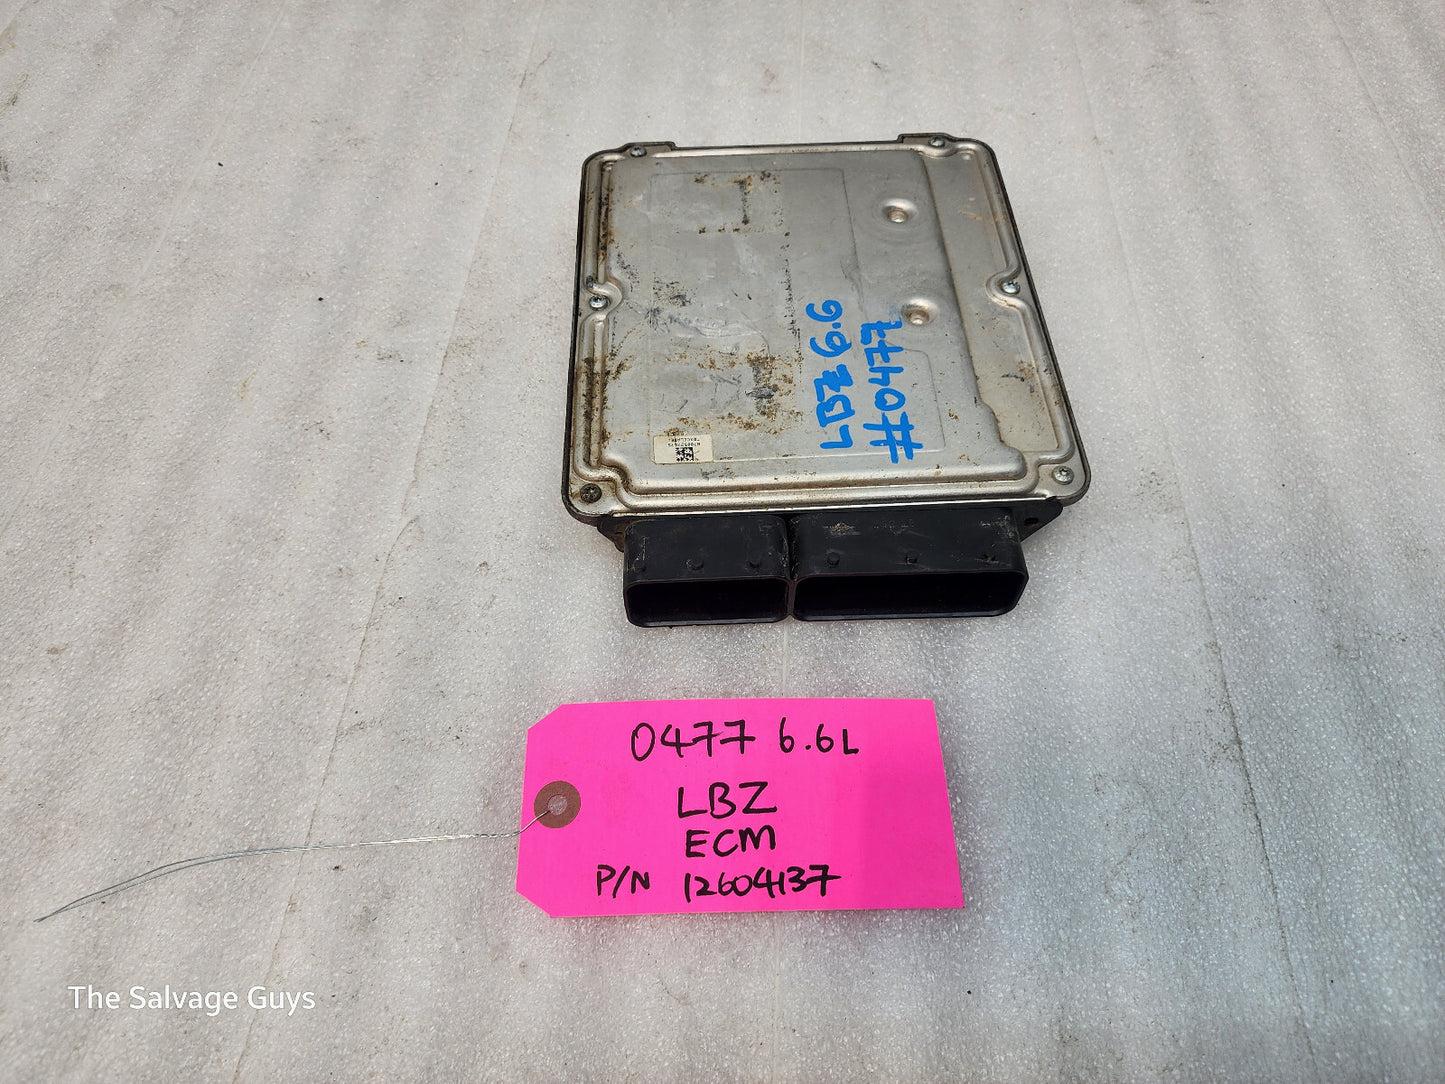 LBZ 6.6
#0477
0477 6.6L
LBZ
ECM
P/N 12604137
The Salvage Guys